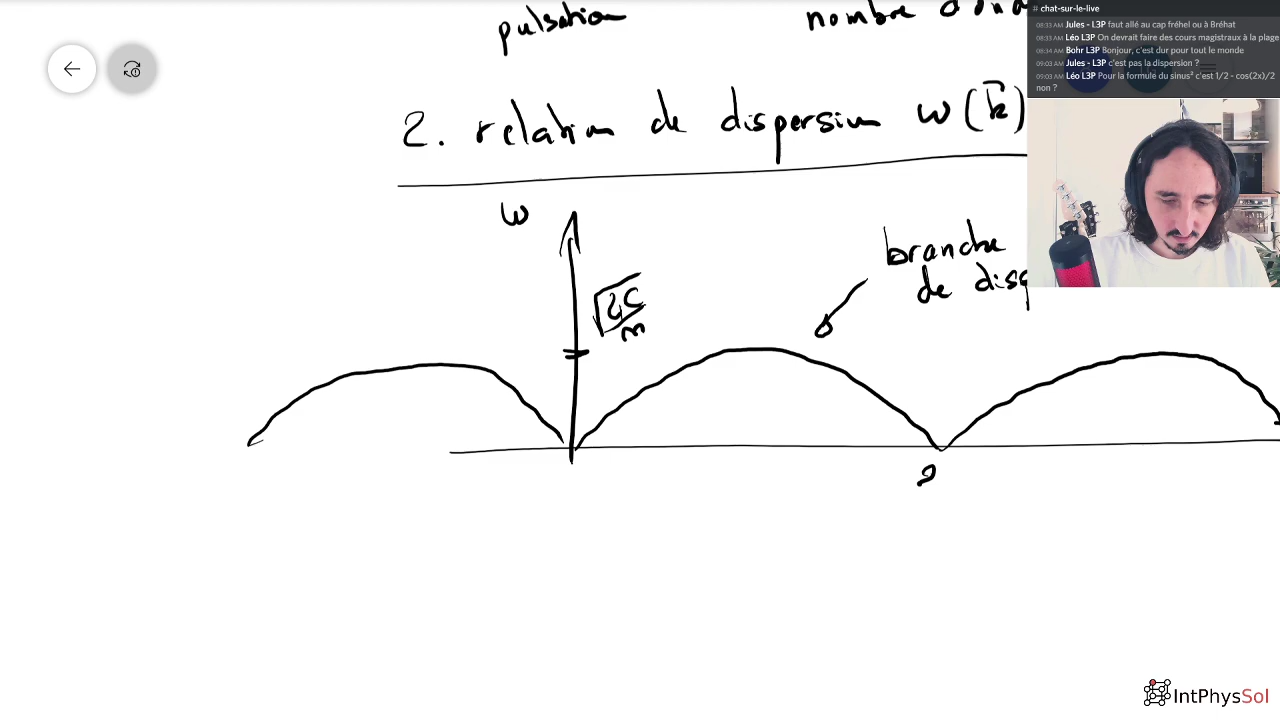 pulsation nombre d'on
2. relation de dispersion ω(k)
ω
branche
de disp
√2C/m
2
# chat-sur-le-live
08:33 AM Jules - L3P faut allé au cap fréhel ou à Bréhat
08:33 AM Léo L3P On devrait faire des cours magistraux à la plage
08:34 AM Bohr L3P Bonjour, c'est dur pour tout le monde
09:03 AM Jules - L3P c'est pas la dispersion ?
09:03 AM Léo L3P Pour la formule du sinus² c'est 1/2 - cos(2x)/2
non ?
IntPhysSol